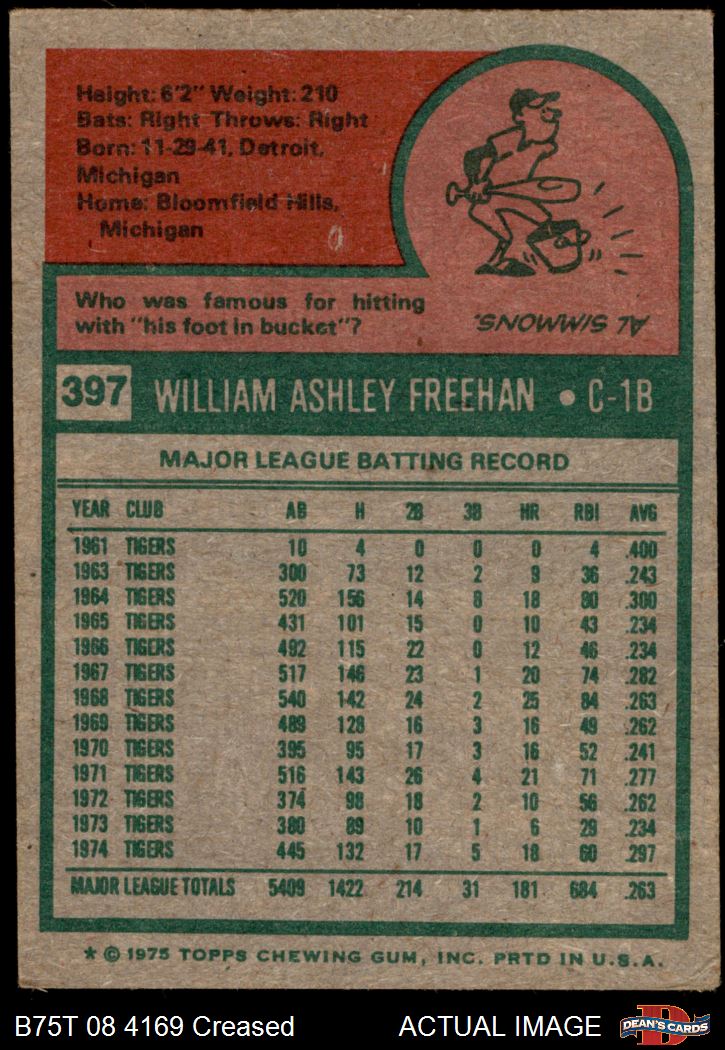 Height: 6'2" Weight: 210
Bats: Right Throws: Right
Born: 11-29-41, Detroit,
Michigan
Home: Bloomfield Hills,
Michigan
Who was famous for hitting
with "his foot in bucket"?
AL SIMMONS.
397 WILLIAM ASHLEY FREEHAN • C-1B
MAJOR LEAGUE BATTING RECORD
YEAR CLUB AB H 2B 3B HR RBI AVG
1961 TIGERS 10 4 0 0 0 4 .400
1963 TIGERS 300 73 12 2 9 36 .243
1964 TIGERS 520 156 14 8 18 80 .300
1965 TIGERS 431 101 15 0 10 43 .234
1966 TIGERS 492 115 22 0 12 46 .234
1967 TIGERS 517 146 23 1 20 74 .282
1968 TIGERS 540 142 24 2 25 84 .263
1969 TIGERS 489 128 16 3 16 49 .262
1970 TIGERS 395 95 17 3 16 52 .241
1971 TIGERS 516 143 26 4 21 71 .277
1972 TIGERS 374 98 18 2 10 56 .262
1973 TIGERS 380 89 10 1 6 29 .234
1974 TIGERS 445 132 17 5 18 60 .297
MAJOR LEAGUE TOTALS 5409 1422 214 31 181 684 .263
* © 1975 TOPPS CHEWING GUM, INC. PRTD IN U.S.A.
B75T 08 4169 Creased ACTUAL IMAGE D DEAN'S CARDS